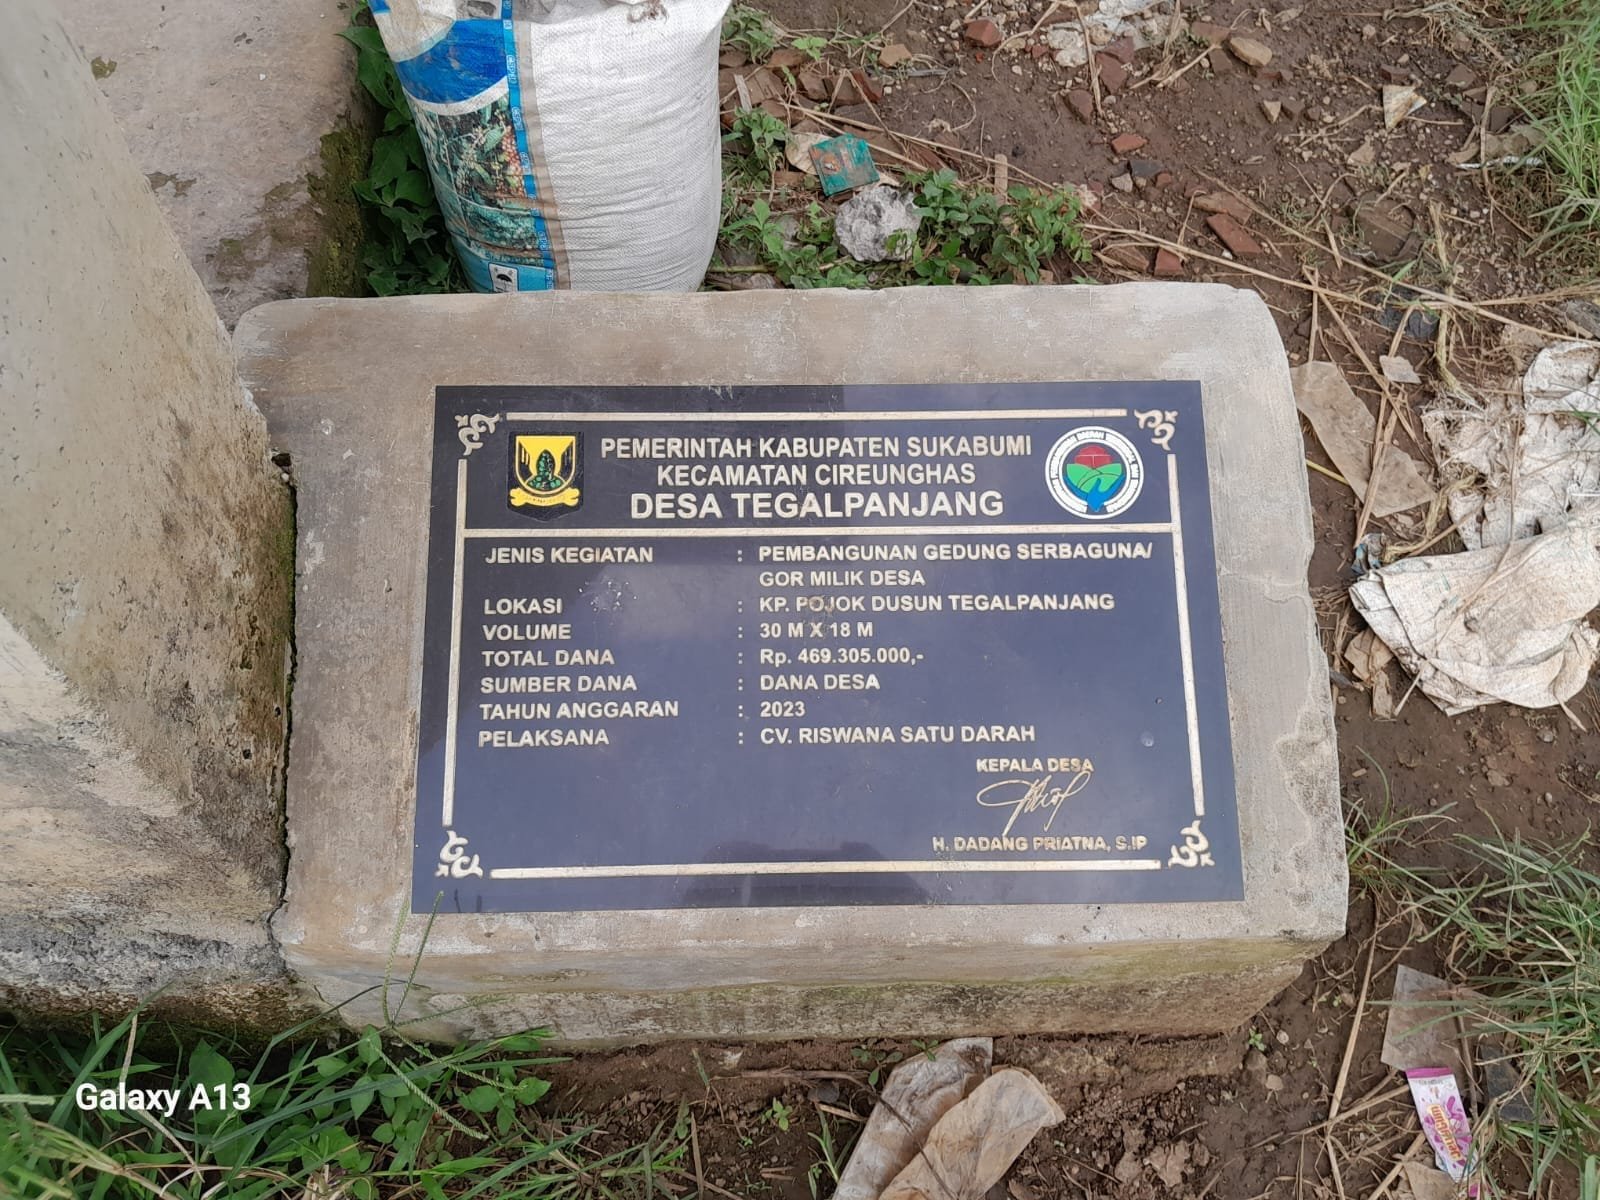 PEMERINTAH KABUPATEN SUKABUMI
KECAMATAN CIREUNGHAS
DESA TEGALPANJANG
JENIS KEGIATAN : PEMBANGUNAN GEDUNG SERBAGUNA/
GOR MILIK DESA
LOKASI : KP. POJOK DUSUN TEGALPANJANG
VOLUME : 30 M X 18 M
TOTAL DANA : Rp. 469.305.000,-
SUMBER DANA : DANA DESA
TAHUN ANGGARAN : 2023
PELAKSANA : CV. RISWANA SATU DARAH
KEPALA DESA
H. DADANG PRIATNA, S.IP
Galaxy A13